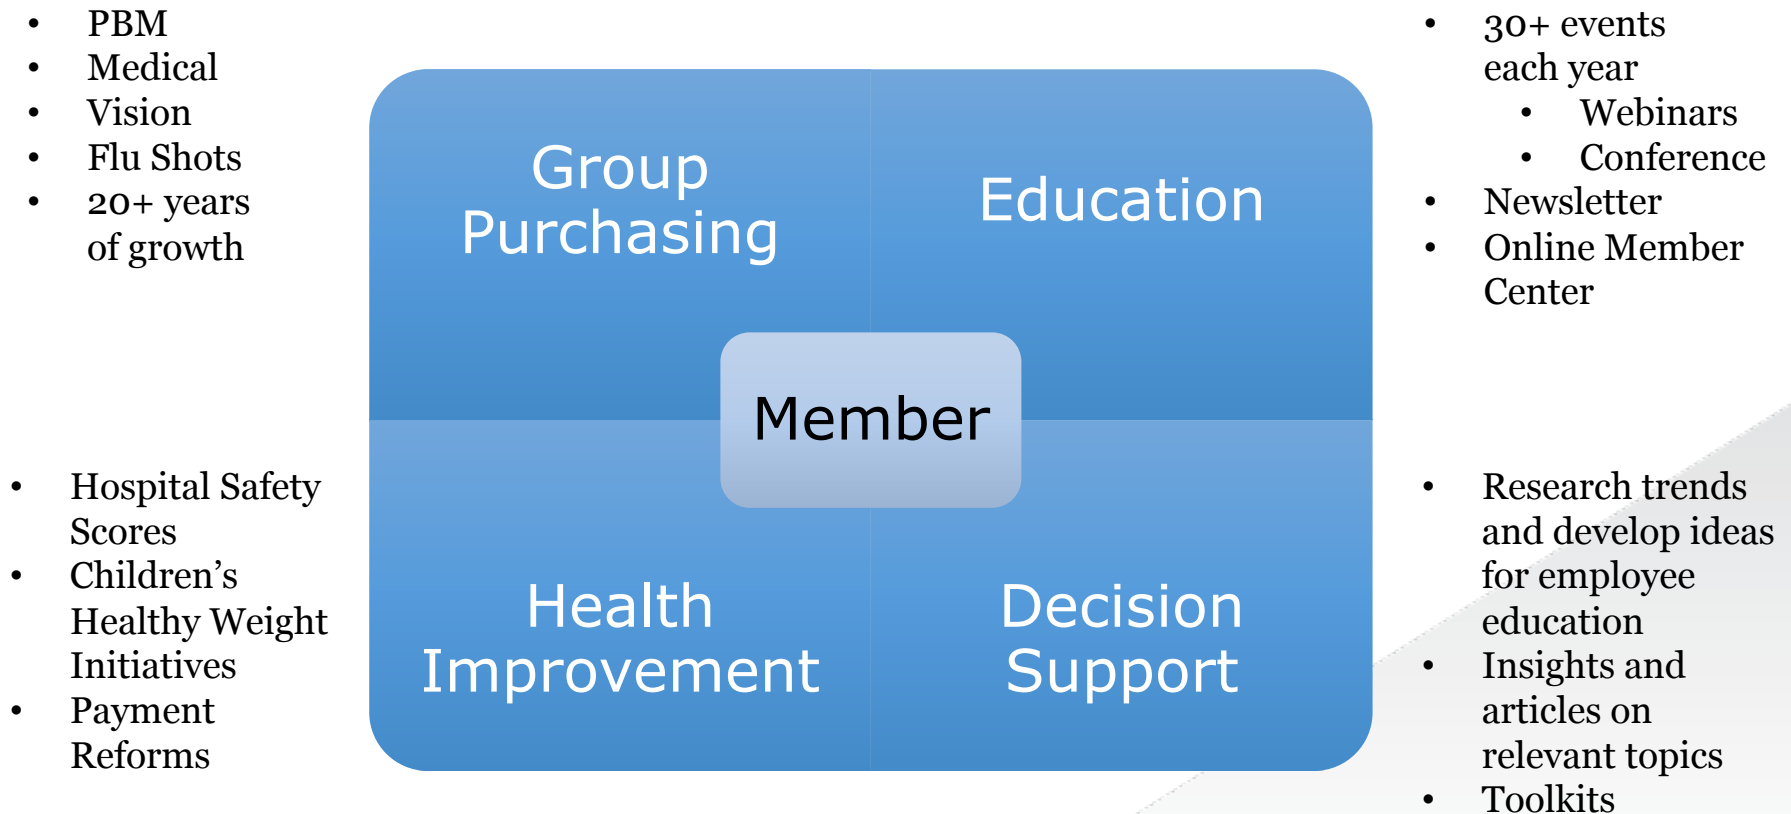 • PBM
• Medical
• Vision
• Flu Shots
• 20+ years
of growth
Group
Purchasing
Education
• 30+ events
each year
• Webinars
• Conference
• Newsletter
• Online Member
Center
Member
• Hospital Safety
Scores
• Children’s
Healthy Weight
Initiatives
• Payment
Reforms
Health
Improvement
Decision
Support
• Research trends
and develop ideas
for employee
education
• Insights and
articles on
relevant topics
• Toolkits